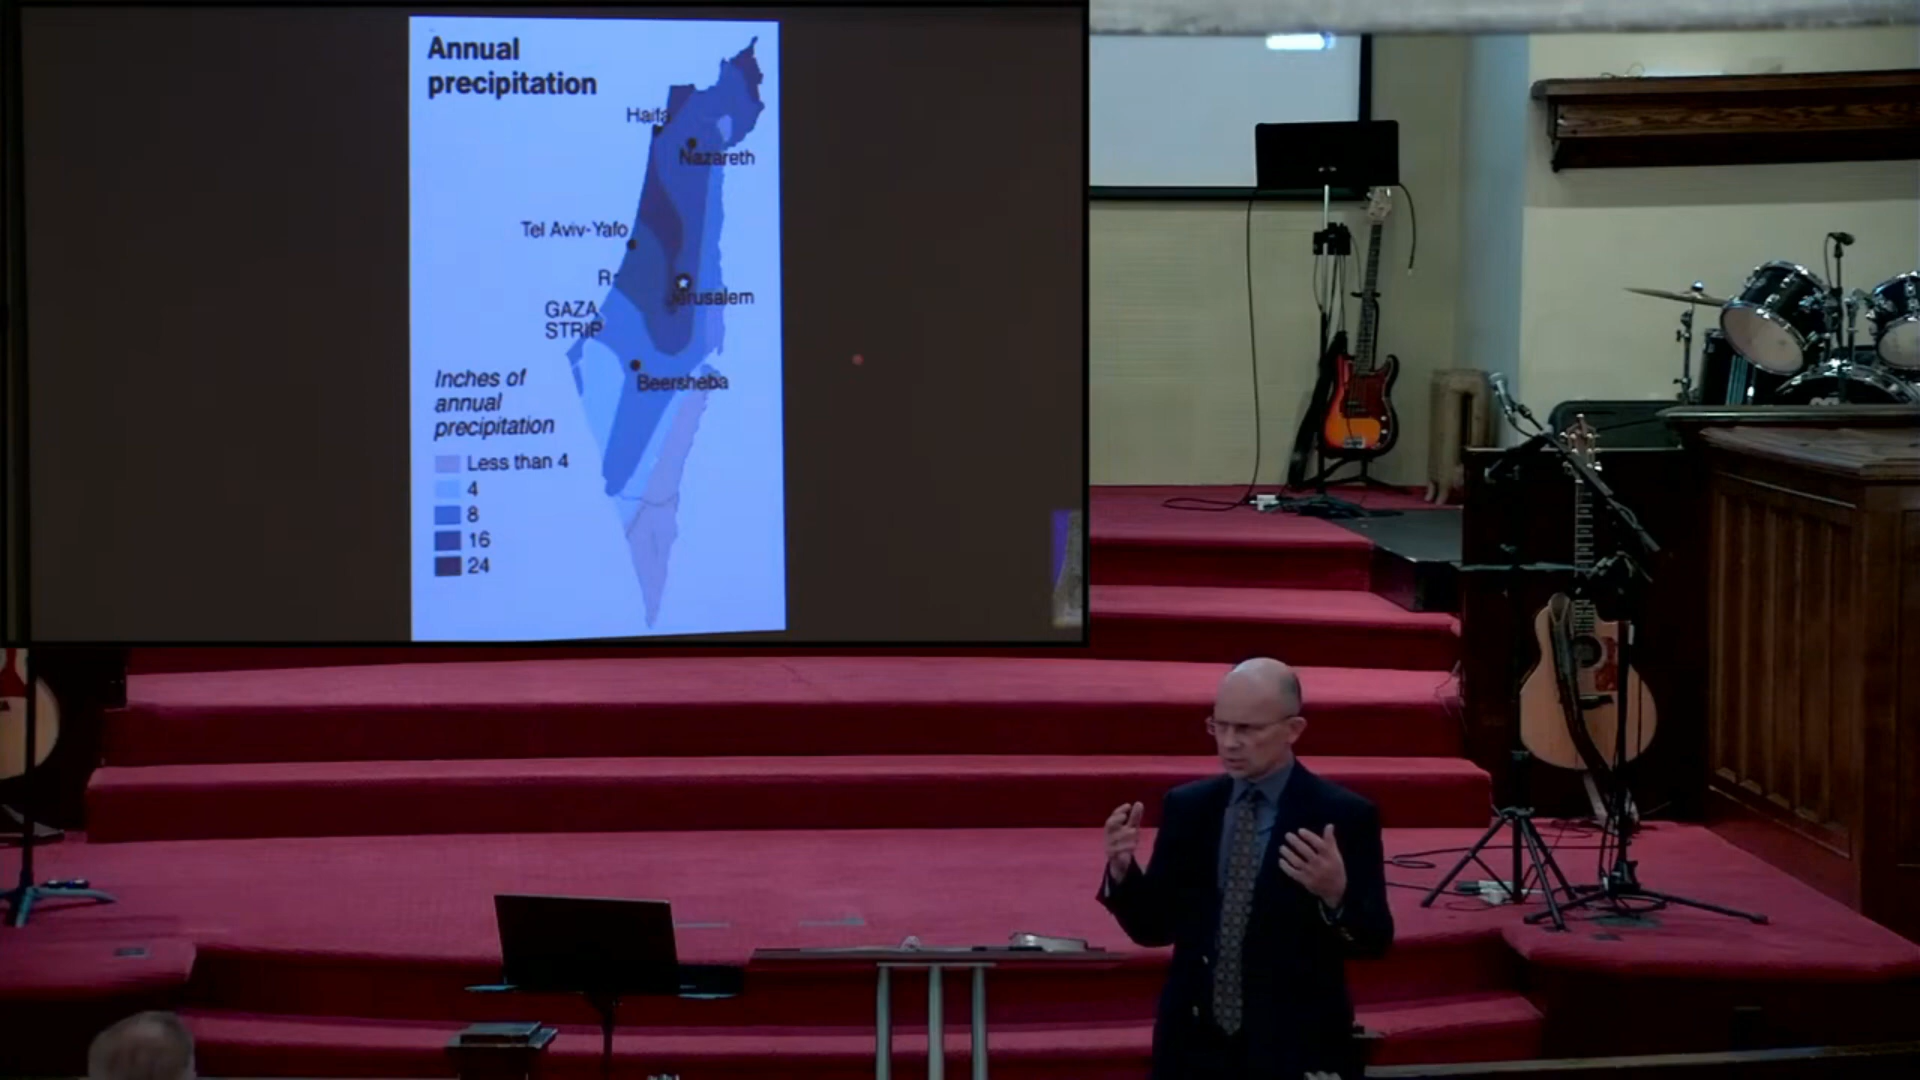 Annual
precipitation
Haifa
Nazareth
Tel Aviv-Yafo
Jerusalem
GAZA
STRIP
Beersheba
Inches of
annual
precipitation
Less than 4
4
8
16
24